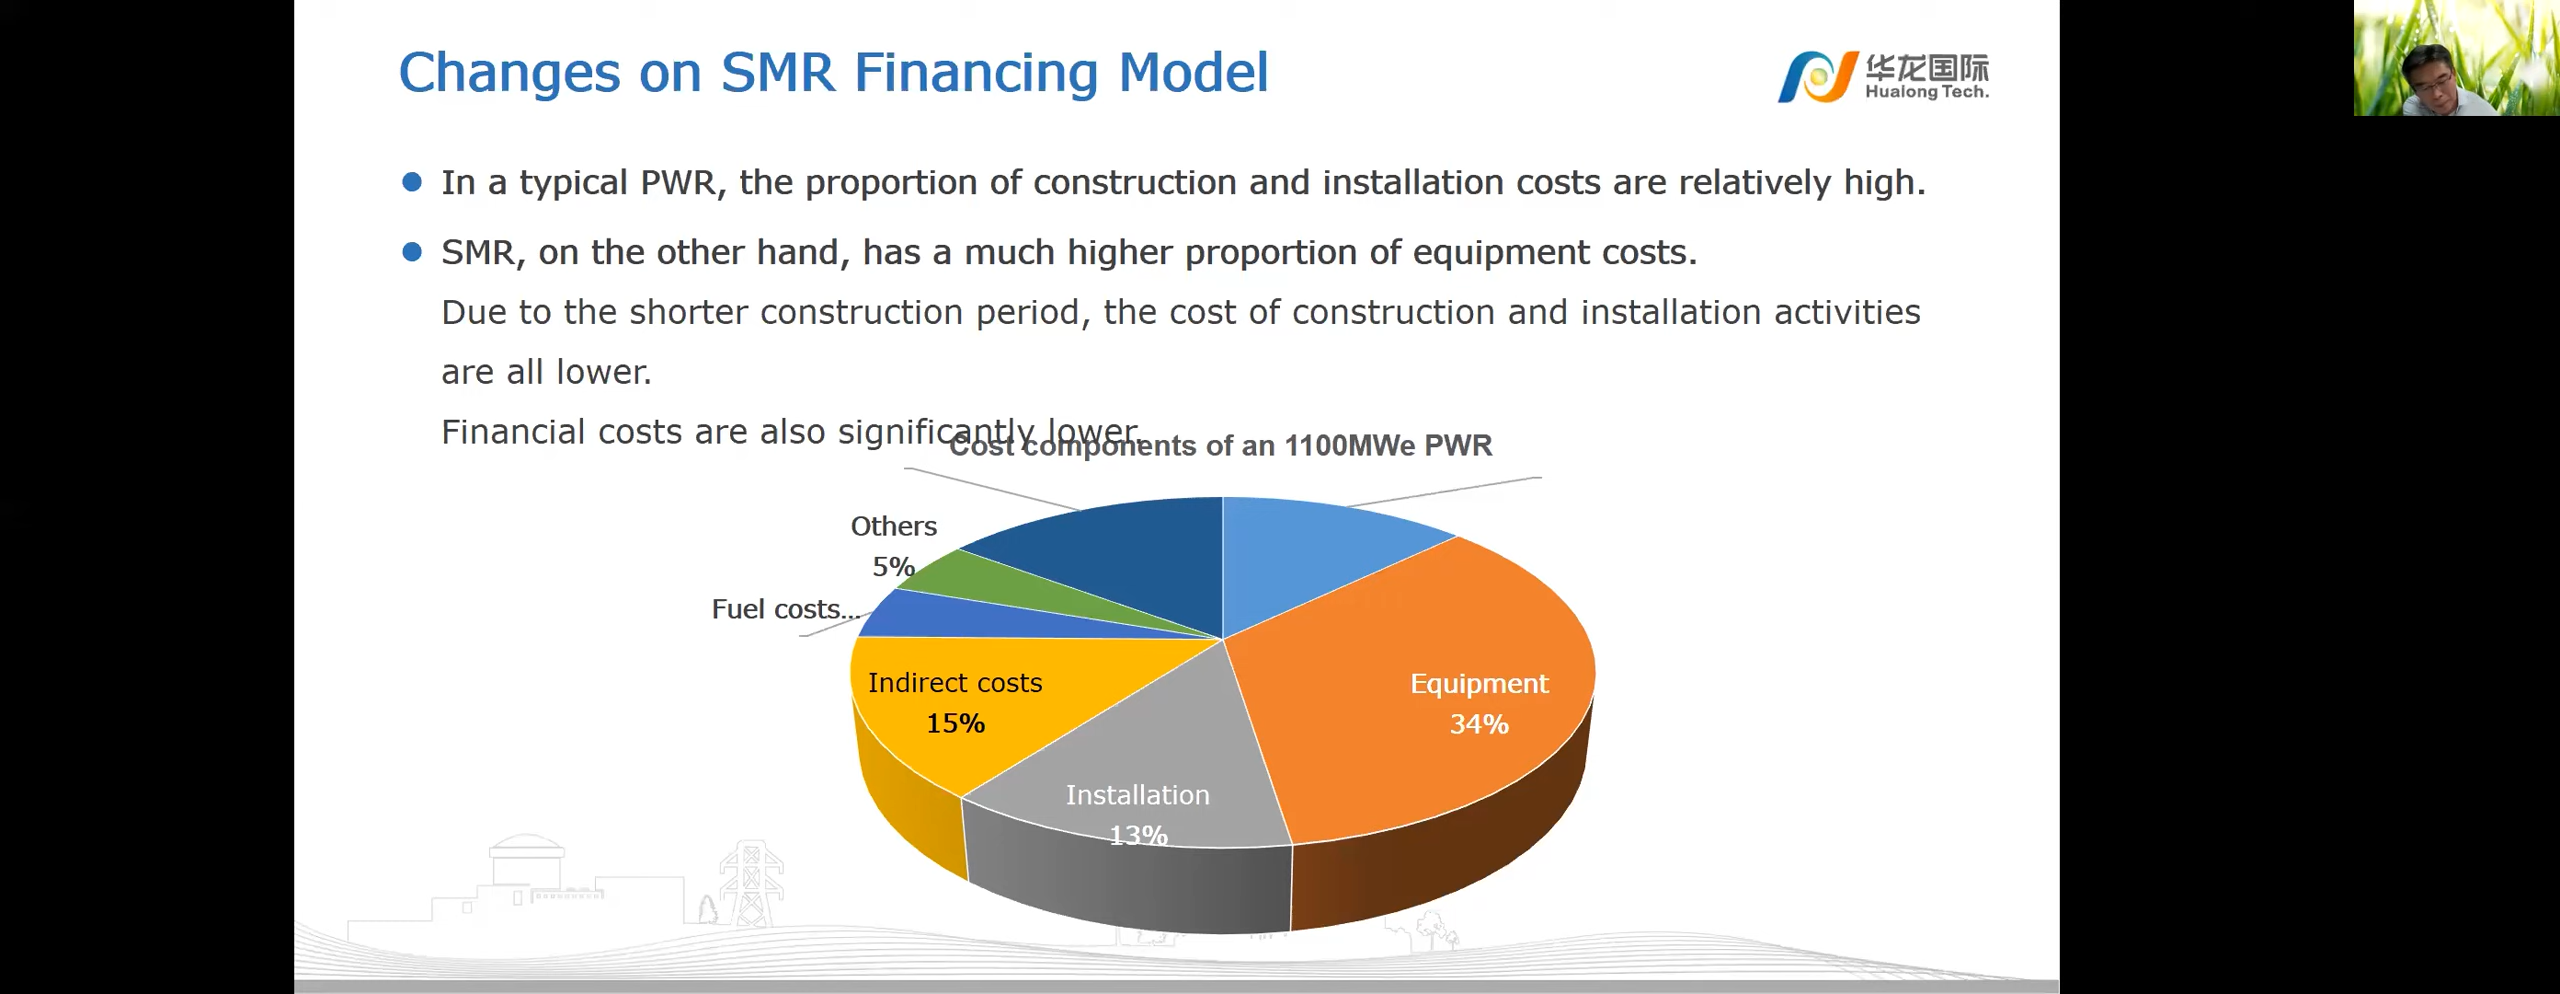 Changes on SMR Financing Model
华龙国际
Hualong Tech.
In a typical PWR, the proportion of construction and installation costs are relatively high.
SMR, on the other hand, has a much higher proportion of equipment costs.
Due to the shorter construction period, the cost of construction and installation activities
are all lower.
Financial costs are also significantly lower.
Cost components of an 1100MWe PWR
Others
5%
Fuel costs...
Indirect costs
15%
Equipment
34%
Installation
13%